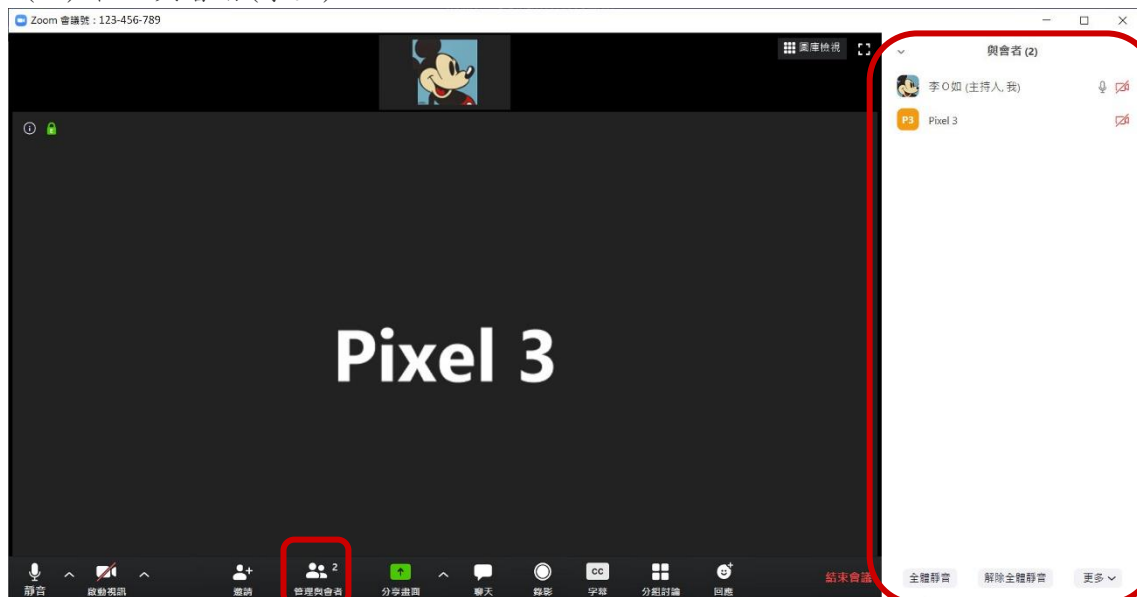 Zoom 會議號：123-456-789
圖庫檢視
與會者 (2)
李O如 (主持人, 我)
P3 Pixel 3
Pixel 3
靜音
啟動視訊
邀請
管理與會者 2
分享畫面
聊天
錄影
CC 字幕
分組討論
回應
結束會議
全體靜音
解除全體靜音
更多